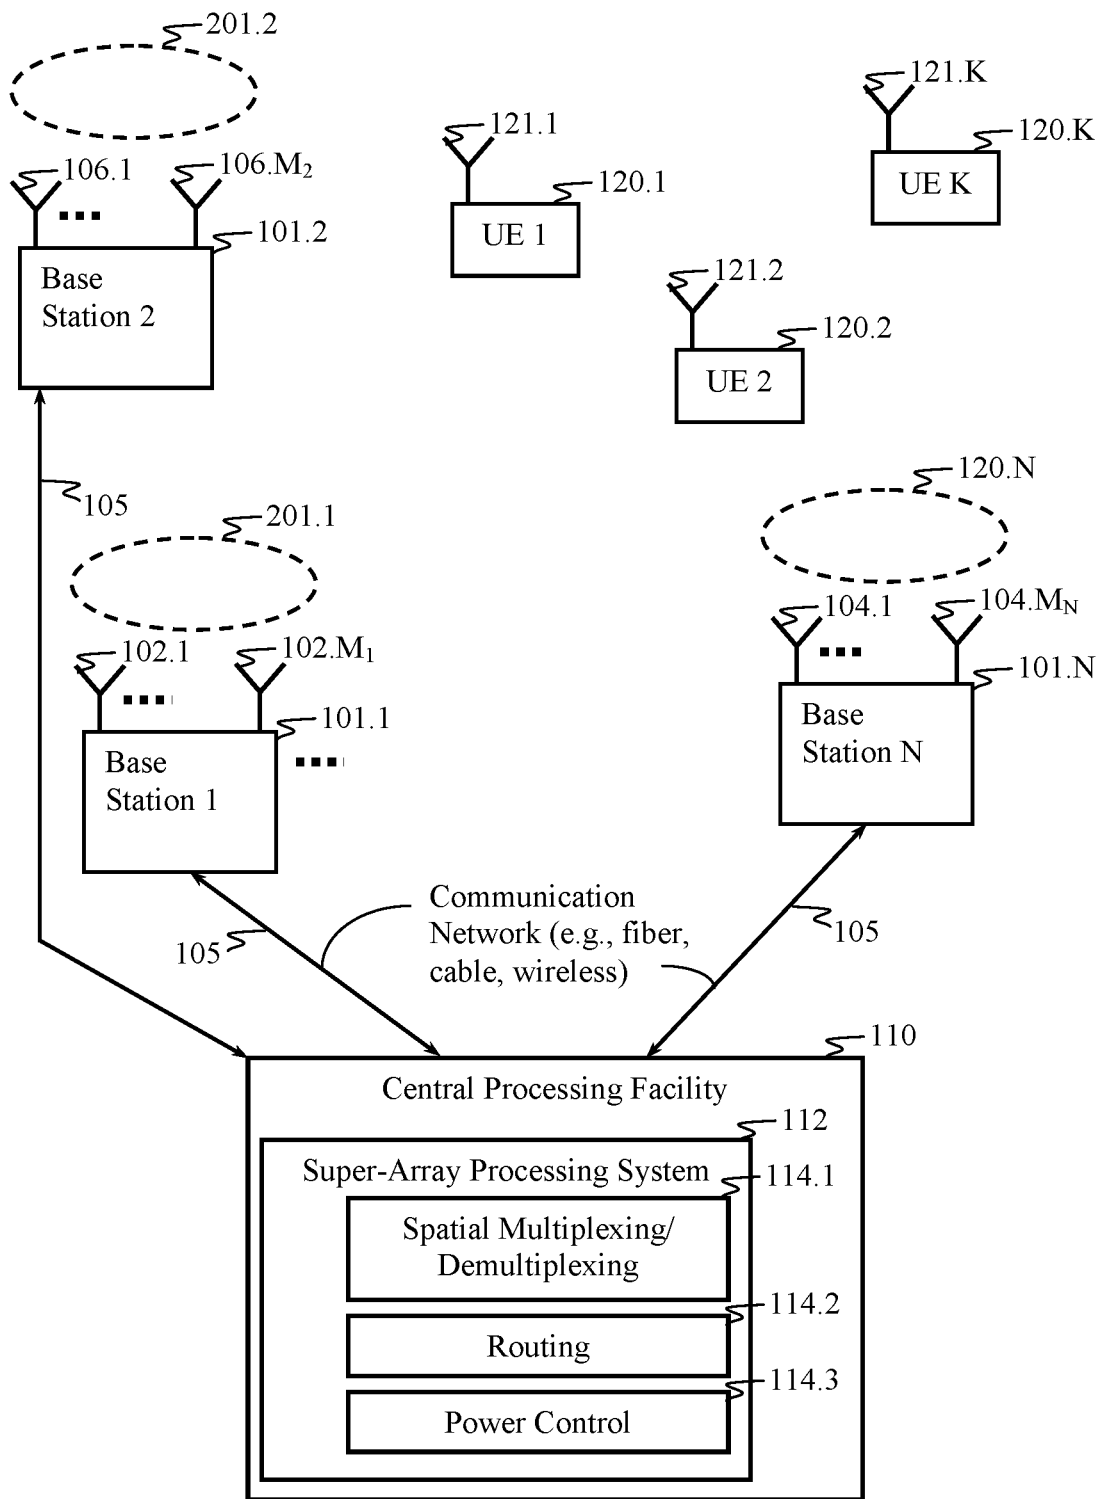 201.2
121.K
121.1
120.K
106.1
106.M₂
120.1
UE K
101.2
UE 1
Base
Station 2
121.2
120.2
UE 2
120.N
105
201.1
104.1
104.M_N
102.1
102.M₁
101.N
101.1
Base
Station N
Base
Station 1
Communication
Network (e.g., fiber,
cable, wireless)
105
105
110
Central Processing Facility
112
Super-Array Processing System
114.1
Spatial Multiplexing/
Demultiplexing
114.2
Routing
114.3
Power Control